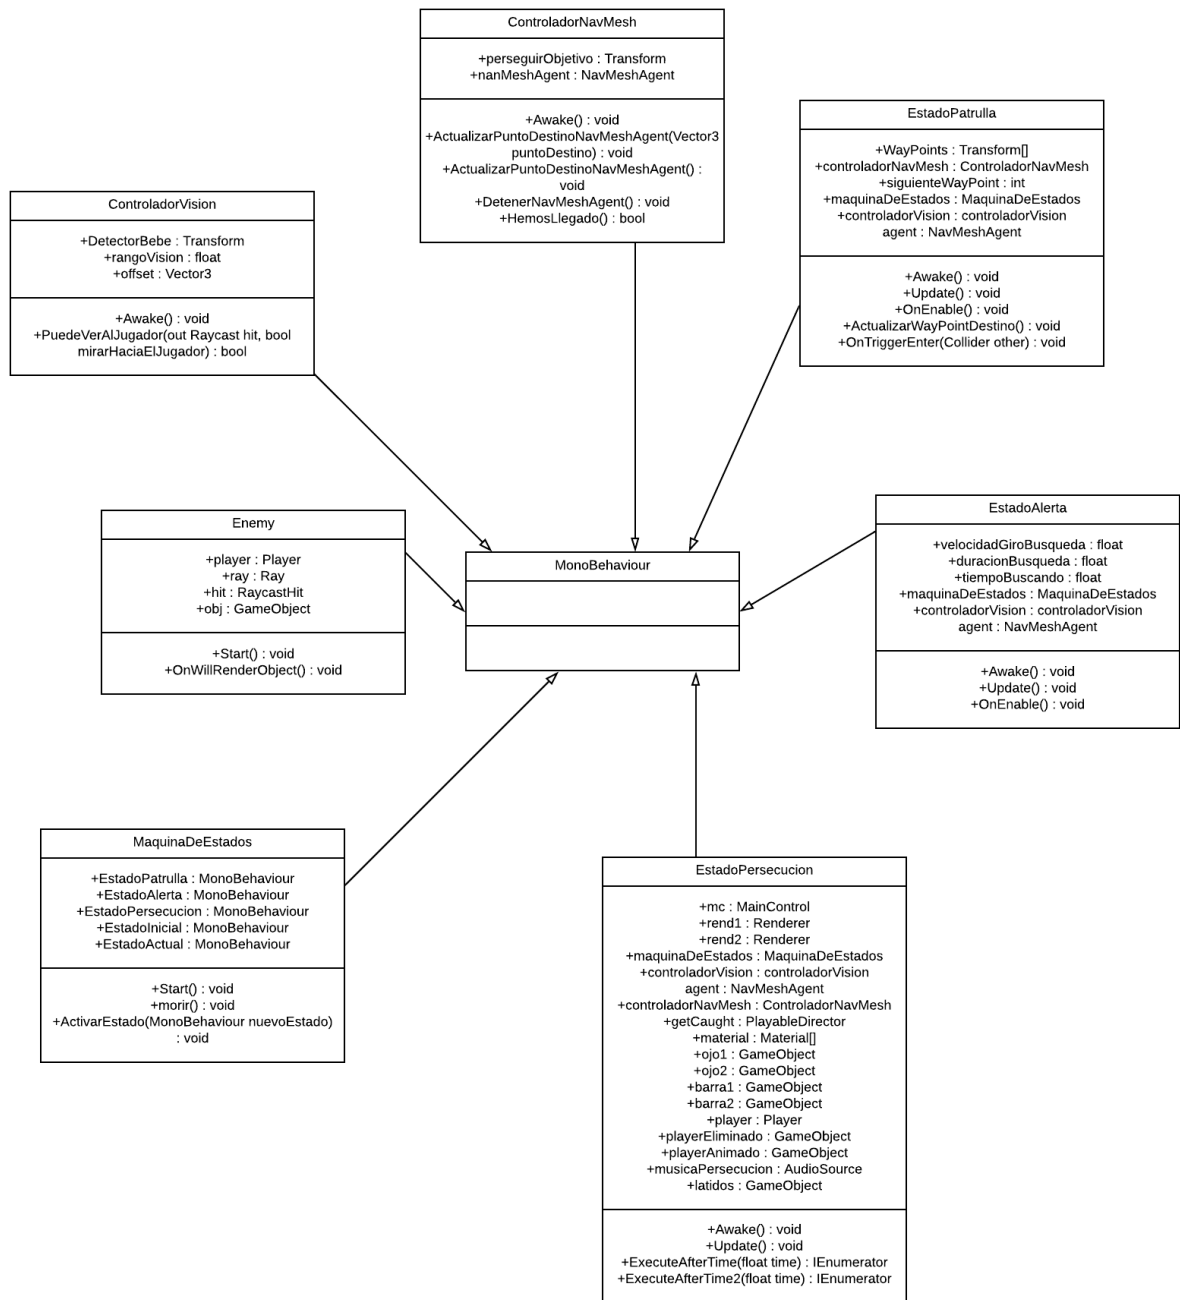 ControladorNavMesh
+perseguirObjetivo : Transform
+nanMeshAgent : NavMeshAgent
+Awake() : void
+ActualizarPuntoDestinoNavMeshAgent(Vector3
puntoDestino) : void
+ActualizarPuntoDestinoNavMeshAgent() :
void
+DetenerNavMeshAgent() : void
+HemosLlegado() : bool
EstadoPatrulla
+WayPoints : Transform[]
+controladorNavMesh : ControladorNavMesh
+siguienteWayPoint : int
+maquinaDeEstados : MaquinaDeEstados
+controladorVision : controladorVision
agent : NavMeshAgent
+Awake() : void
+Update() : void
+OnEnable() : void
+ActualizarWayPointDestino() : void
+OnTriggerEnter(Collider other) : void
ControladorVision
+DetectorBebe : Transform
+rangoVision : float
+offset : Vector3
+Awake() : void
+PuedeVerAlJugador(out Raycast hit, bool
mirarHaciaElJugador) : bool
Enemy
+player : Player
+ray : Ray
+hit : RaycastHit
+obj : GameObject
+Start() : void
+OnWillRenderObject() : void
MonoBehaviour
EstadoAlerta
+velocidadGiroBusqueda : float
+duracionBusqueda : float
+tiempoBuscando : float
+maquinaDeEstados : MaquinaDeEstados
+controladorVision : controladorVision
agent : NavMeshAgent
+Awake() : void
+Update() : void
+OnEnable() : void
MaquinaDeEstados
+EstadoPatrulla : MonoBehaviour
+EstadoAlerta : MonoBehaviour
+EstadoPersecucion : MonoBehaviour
+EstadoInicial : MonoBehaviour
+EstadoActual : MonoBehaviour
+Start() : void
+morir() : void
+ActivarEstado(MonoBehaviour nuevoEstado)
: void
EstadoPersecucion
+mc : MainControl
+rend1 : Renderer
+rend2 : Renderer
+maquinaDeEstados : MaquinaDeEstados
+controladorVision : controladorVision
agent : NavMeshAgent
+controladorNavMesh : ControladorNavMesh
+getCaught : PlayableDirector
+material : Material[]
+ojo1 : GameObject
+ojo2 : GameObject
+barra1 : GameObject
+barra2 : GameObject
+player : Player
+playerEliminado : GameObject
+playerAnimado : GameObject
+musicaPersecucion : AudioSource
+latidos : GameObject
+Awake() : void
+Update() : void
+ExecuteAfterTime(float time) : IEnumerator
+ExecuteAfterTime2(float time) : IEnumerator